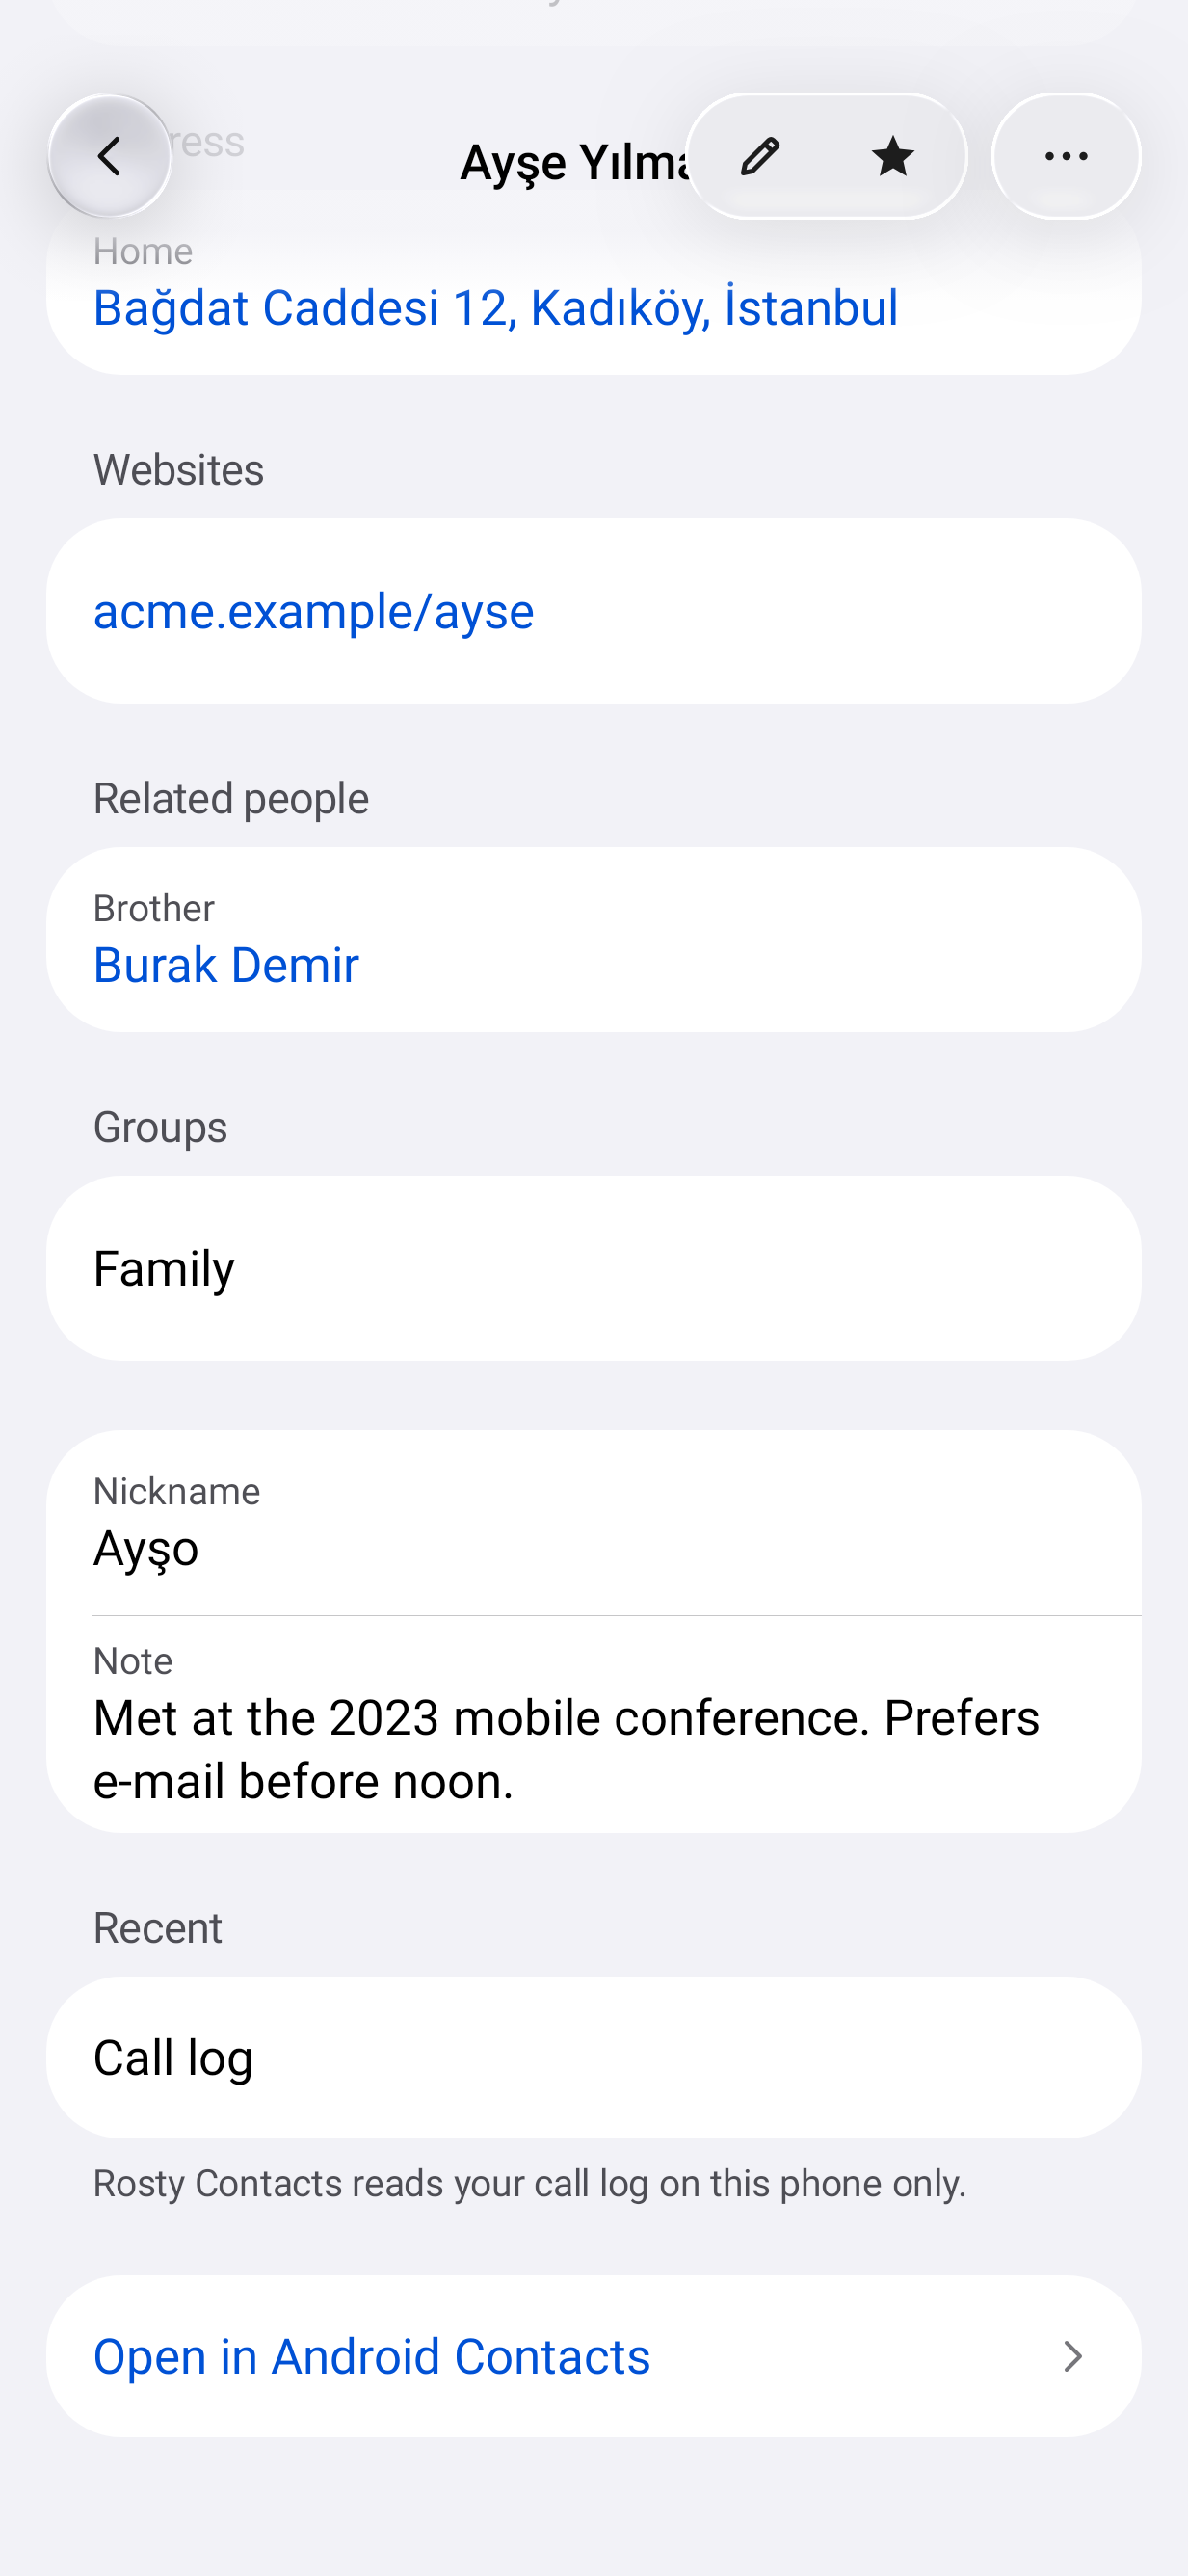 Ayşe Yılma
Home
Bağdat Caddesi 12, Kadıköy, İstanbul
Websites
acme.example/ayse
Related people
Brother
Burak Demir
Groups
Family
Nickname
Ayşo
Note
Met at the 2023 mobile conference. Prefers
e-mail before noon.
Recent
Call log
Rosty Contacts reads your call log on this phone only.
Open in Android Contacts